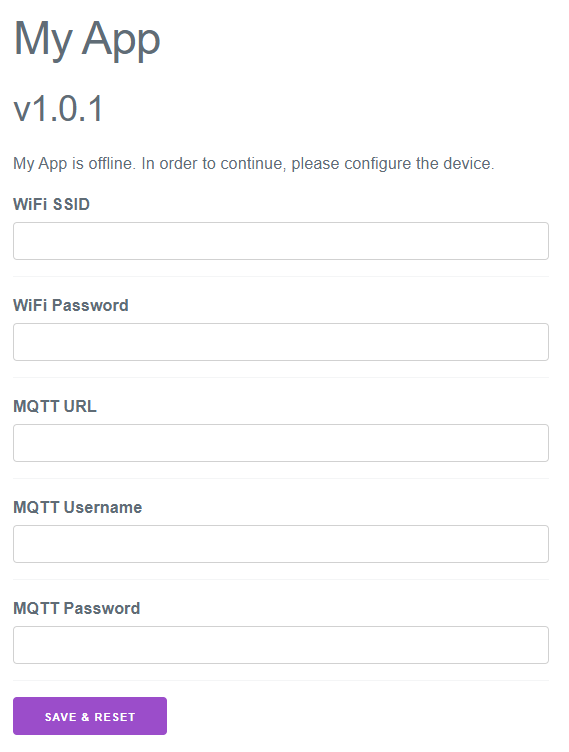 My App
v1.0.1
My App is offline. In order to continue, please configure the device.
WiFi SSID
WiFi Password
MQTT URL
MQTT Username
MQTT Password
SAVE & RESET